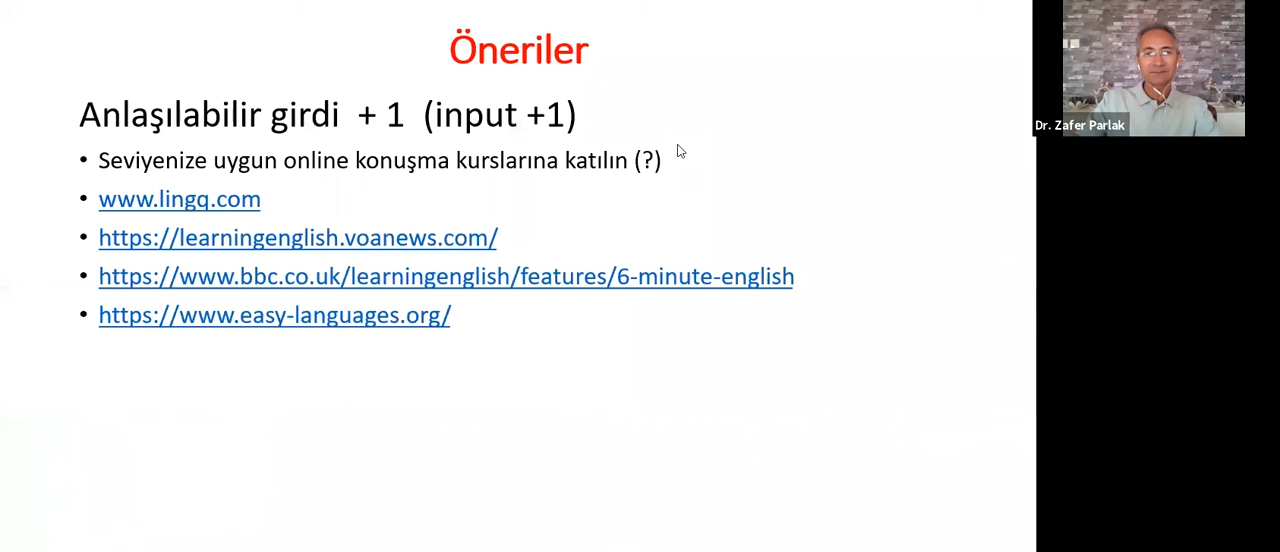 Öneriler
Anlaşılabilir girdi + 1 (input +1)
• Seviyenize uygun online konuşma kurslarına katılın (?)
• www.lingq.com
• https://learningenglish.voanews.com/
• https://www.bbc.co.uk/learningenglish/features/6-minute-english
• https://www.easy-languages.org/
Dr. Zafer Parlak